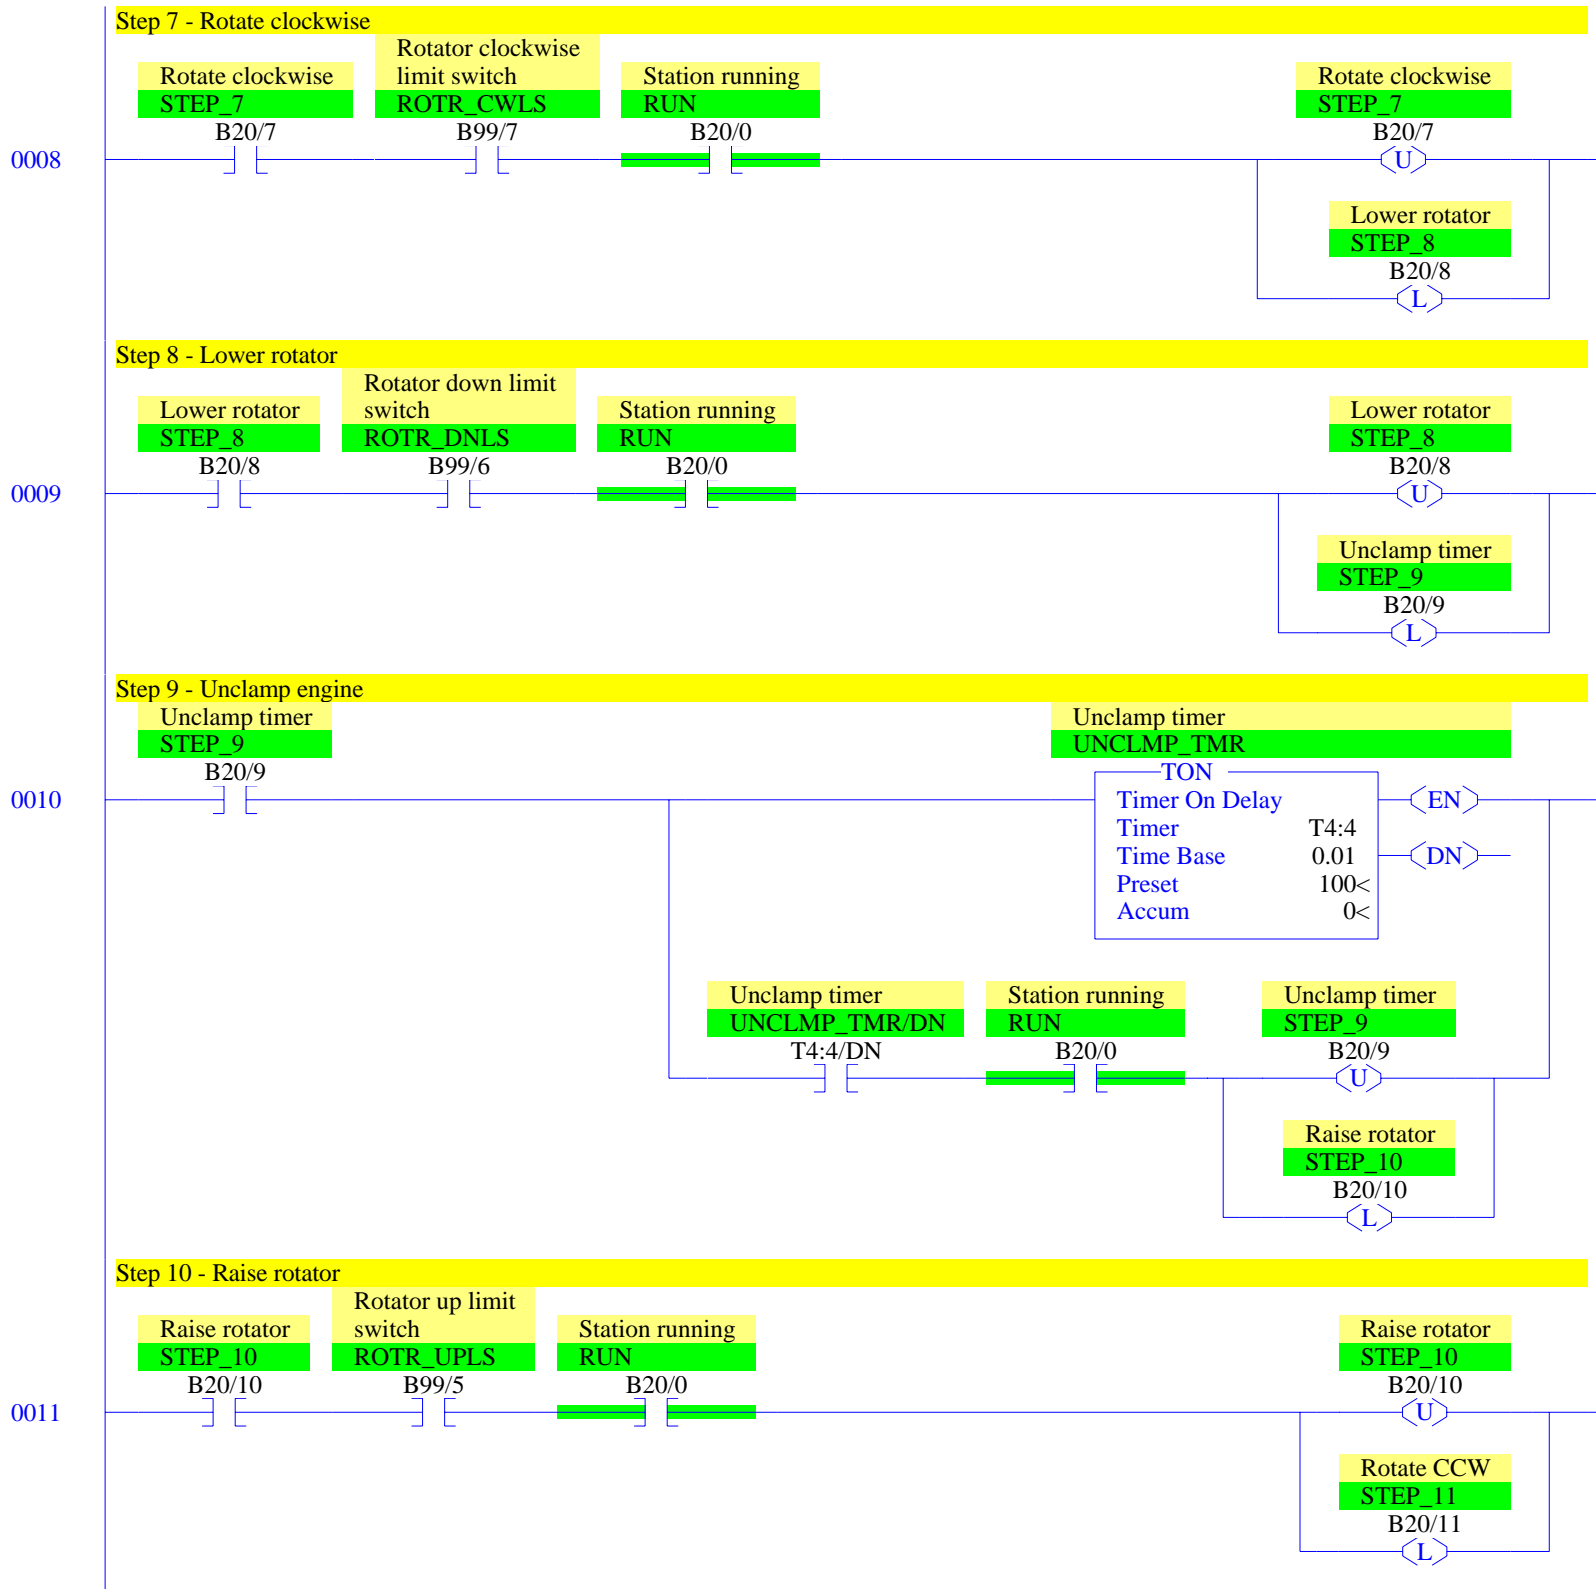 Step 7 - Rotate clockwise
Rotate clockwise
STEP_7
B20/7
Rotator clockwise
limit switch
ROTR_CWLS
B99/7
Station running
RUN
B20/0
Rotate clockwise
STEP_7
B20/7
0008
U
Lower rotator
STEP_8
B20/8
L
Step 8 - Lower rotator
Lower rotator
STEP_8
B20/8
Rotator down limit
switch
ROTR_DNLS
B99/6
Station running
RUN
B20/0
Lower rotator
STEP_8
B20/8
0009
U
Unclamp timer
STEP_9
B20/9
L
Step 9 - Unclamp engine
Unclamp timer
STEP_9
B20/9
0010
Unclamp timer
UNCLMP_TMR
TON
Timer On Delay
Timer T4:4
Time Base 0.01
Preset 100<
Accum 0<
EN
DN
Unclamp timer
UNCLMP_TMR/DN
T4:4/DN
Station running
RUN
B20/0
Unclamp timer
STEP_9
B20/9
U
Raise rotator
STEP_10
B20/10
L
Step 10 - Raise rotator
Raise rotator
STEP_10
B20/10
Rotator up limit
switch
ROTR_UPLS
B99/5
Station running
RUN
B20/0
Raise rotator
STEP_10
B20/10
0011
U
Rotate CCW
STEP_11
B20/11
L